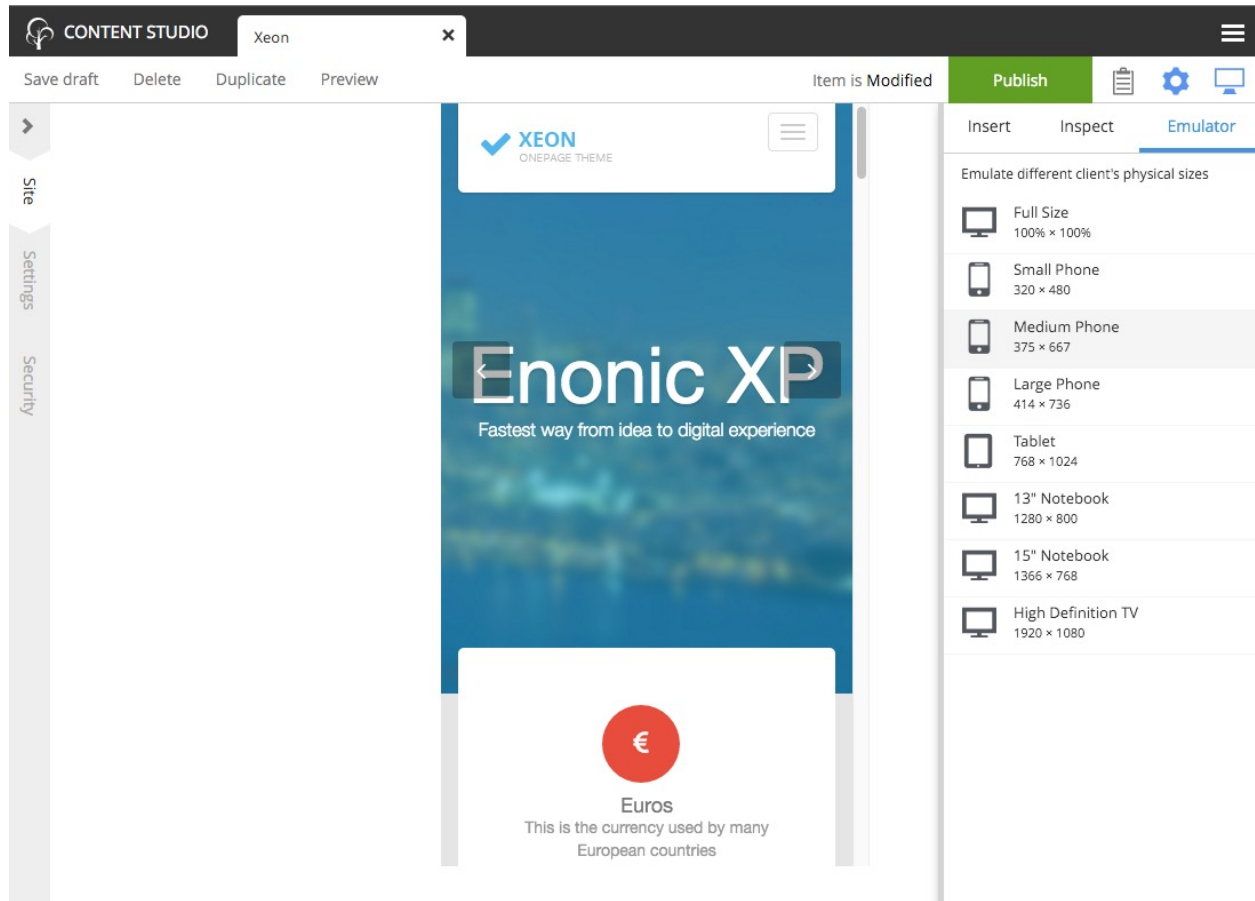 CONTENT STUDIO
Xeon
Save draft Delete Duplicate Preview Item is Modified Publish
Insert Inspect Emulator
Site
Settings
Security
XEON
ONEPAGE THEME
Enonic XP
Fastest way from idea to digital experience
€
Euros
This is the currency used by many
European countries
Emulate different client's physical sizes
Full Size
100% × 100%
Small Phone
320 × 480
Medium Phone
375 × 667
Large Phone
414 × 736
Tablet
768 × 1024
13" Notebook
1280 × 800
15" Notebook
1366 × 768
High Definition TV
1920 × 1080